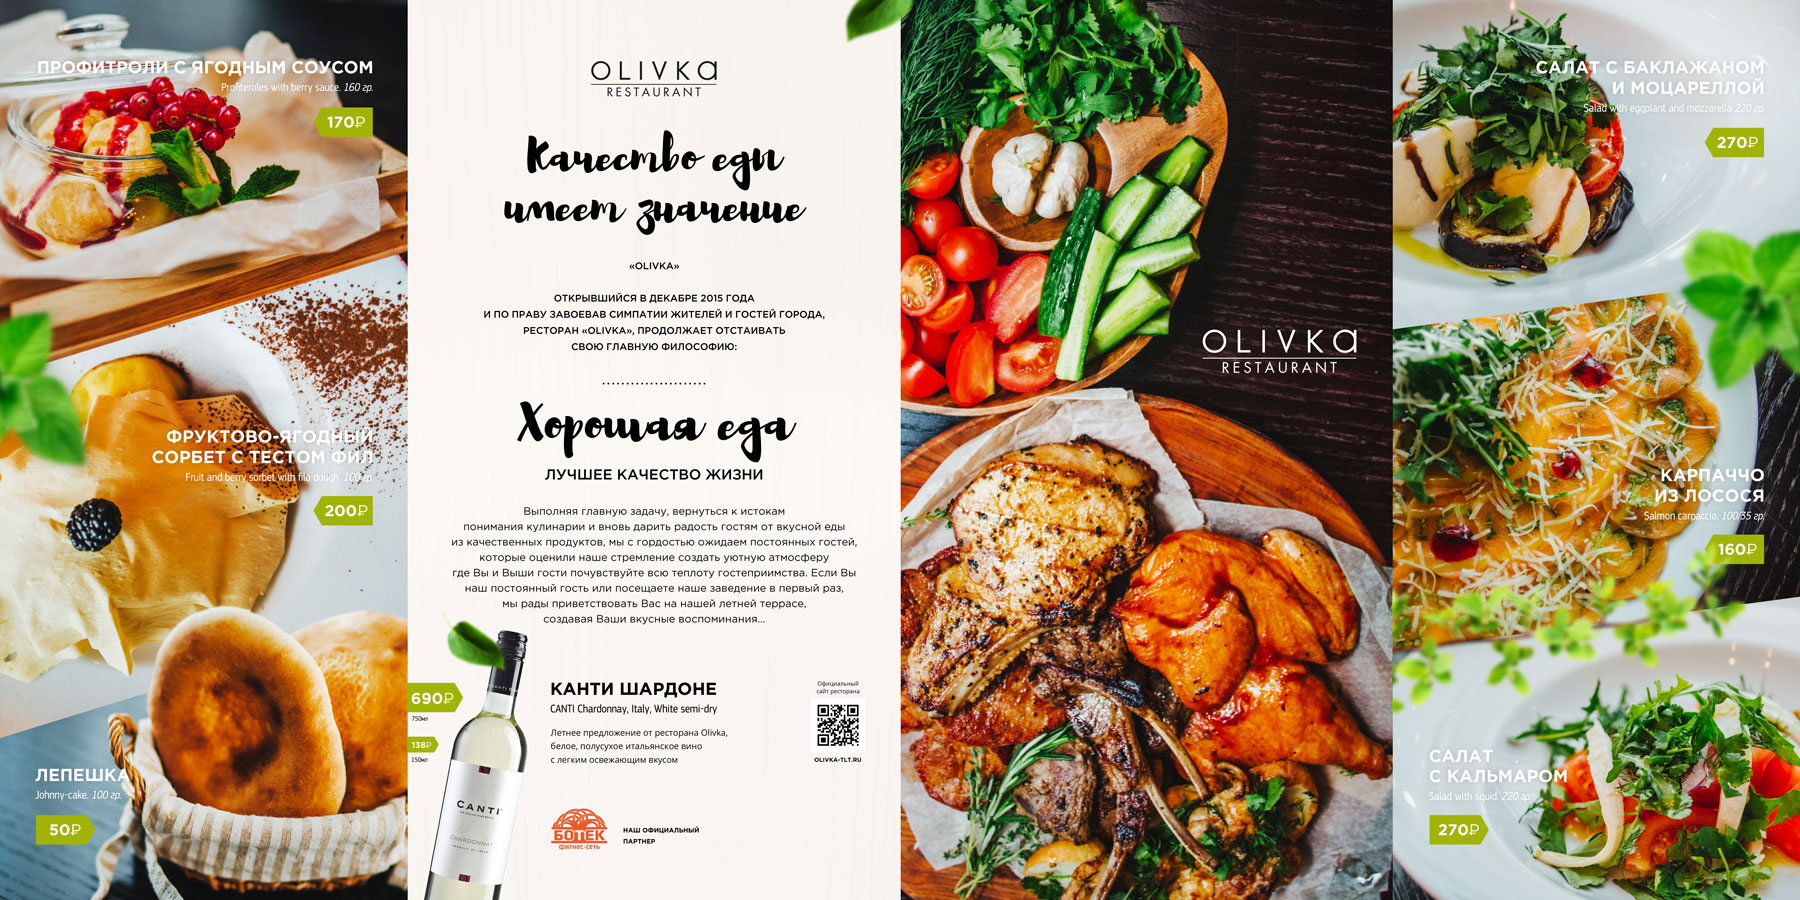 ПРОФИТРОЛИ С ЯГОДНЫМ СОУСОМ
Profiteroles with berry sauce. 160 гр.
170₽
ФРУКТОВО-ЯГОДНЫЙ
СОРБЕТ С ТЕСТОМ ФИЛ
Fruit and berry sorbet with filo dough. 100 гр.
200₽
ЛЕПЕШКА
Johnny-cake. 100 гр.
50₽
OLIVKA
RESTAURANT
Качество еды
имеет значение
«OLIVKA»
ОТКРЫВШИЙСЯ В ДЕКАБРЕ 2015 ГОДА
И ПО ПРАВУ ЗАВОЕВАВ СИМПАТИИ ЖИТЕЛЕЙ И ГОСТЕЙ ГОРОДА,
РЕСТОРАН «OLIVKA», ПРОДОЛЖАЕТ ОТСТАИВАТЬ
СВОЮ ГЛАВНУЮ ФИЛОСОФИЮ:
Хорошая еда
ЛУЧШЕЕ КАЧЕСТВО ЖИЗНИ
Выполняя главную задачу, вернуться к истокам
понимания кулинарии и вновь дарить радость гостям от вкусной еды
из качественных продуктов, мы с гордостью ожидаем постоянных гостей,
которые оценили наше стремление создать уютную атмосферу
где Вы и Выши гости почувствуйте всю теплоту гостеприимства. Если Вы
наш постоянный гость или посещаете наше заведение в первый раз,
мы рады приветствовать Вас на нашей летней террасе,
создавая Ваши вкусные воспоминания...
690₽
750мл
138₽
150мл
CANTI
CHARDONNAY
КАНТИ ШАРДОНЕ
CANTI Chardonnay, Italy, White semi-dry
Летнее предложение от ресторана Olivka,
белое, полусухое итальянское вино
с легким освежающим вкусом
Официальный
сайт ресторана
OLIVKA-TLT.RU
БОТЕК
фитнес-сеть
НАШ ОФИЦИАЛЬНЫЙ
ПАРТНЕР
OLIVKA
RESTAURANT
САЛАТ С БАКЛАЖАНОМ
И МОЦАРЕЛЛОЙ
Salad with eggplant and mozzarella 220 гр.
270₽
КАРПАЧЧО
ИЗ ЛОСОСЯ
Salmon carpaccio. 100/35 гр.
160₽
САЛАТ
С КАЛЬМАРОМ
Salad with squid. 220 гр.
270₽